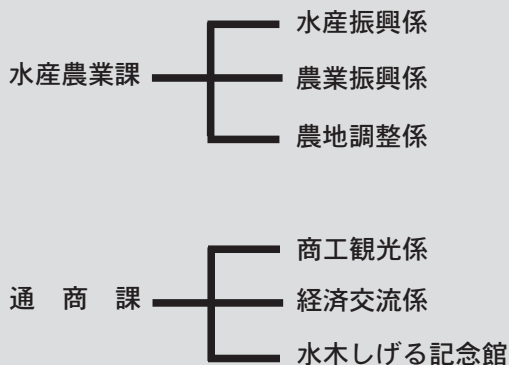 水産振興係
水産農業課
農業振興係
農地調整係
商工観光係
通　商　課
経済交流係
水木しげる記念館